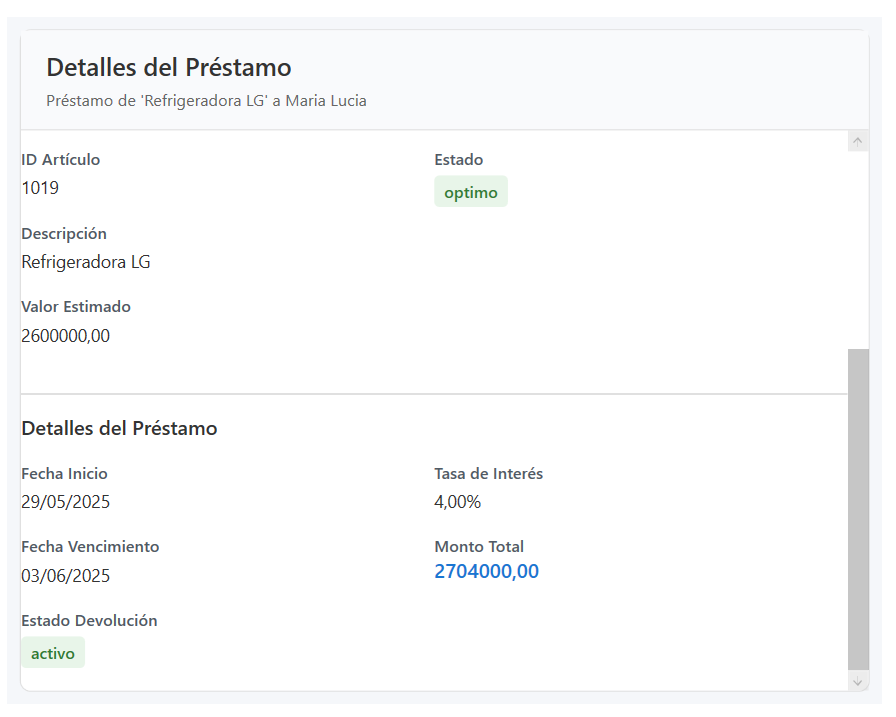 Detalles del Préstamo
Préstamo de 'Refrigeradora LG' a Maria Lucia
ID Artículo
1019
Estado
optimo
Descripción
Refrigeradora LG
Valor Estimado
2600000,00
Detalles del Préstamo
Fecha Inicio
29/05/2025
Tasa de Interés
4,00%
Fecha Vencimiento
03/06/2025
Monto Total
2704000,00
Estado Devolución
activo